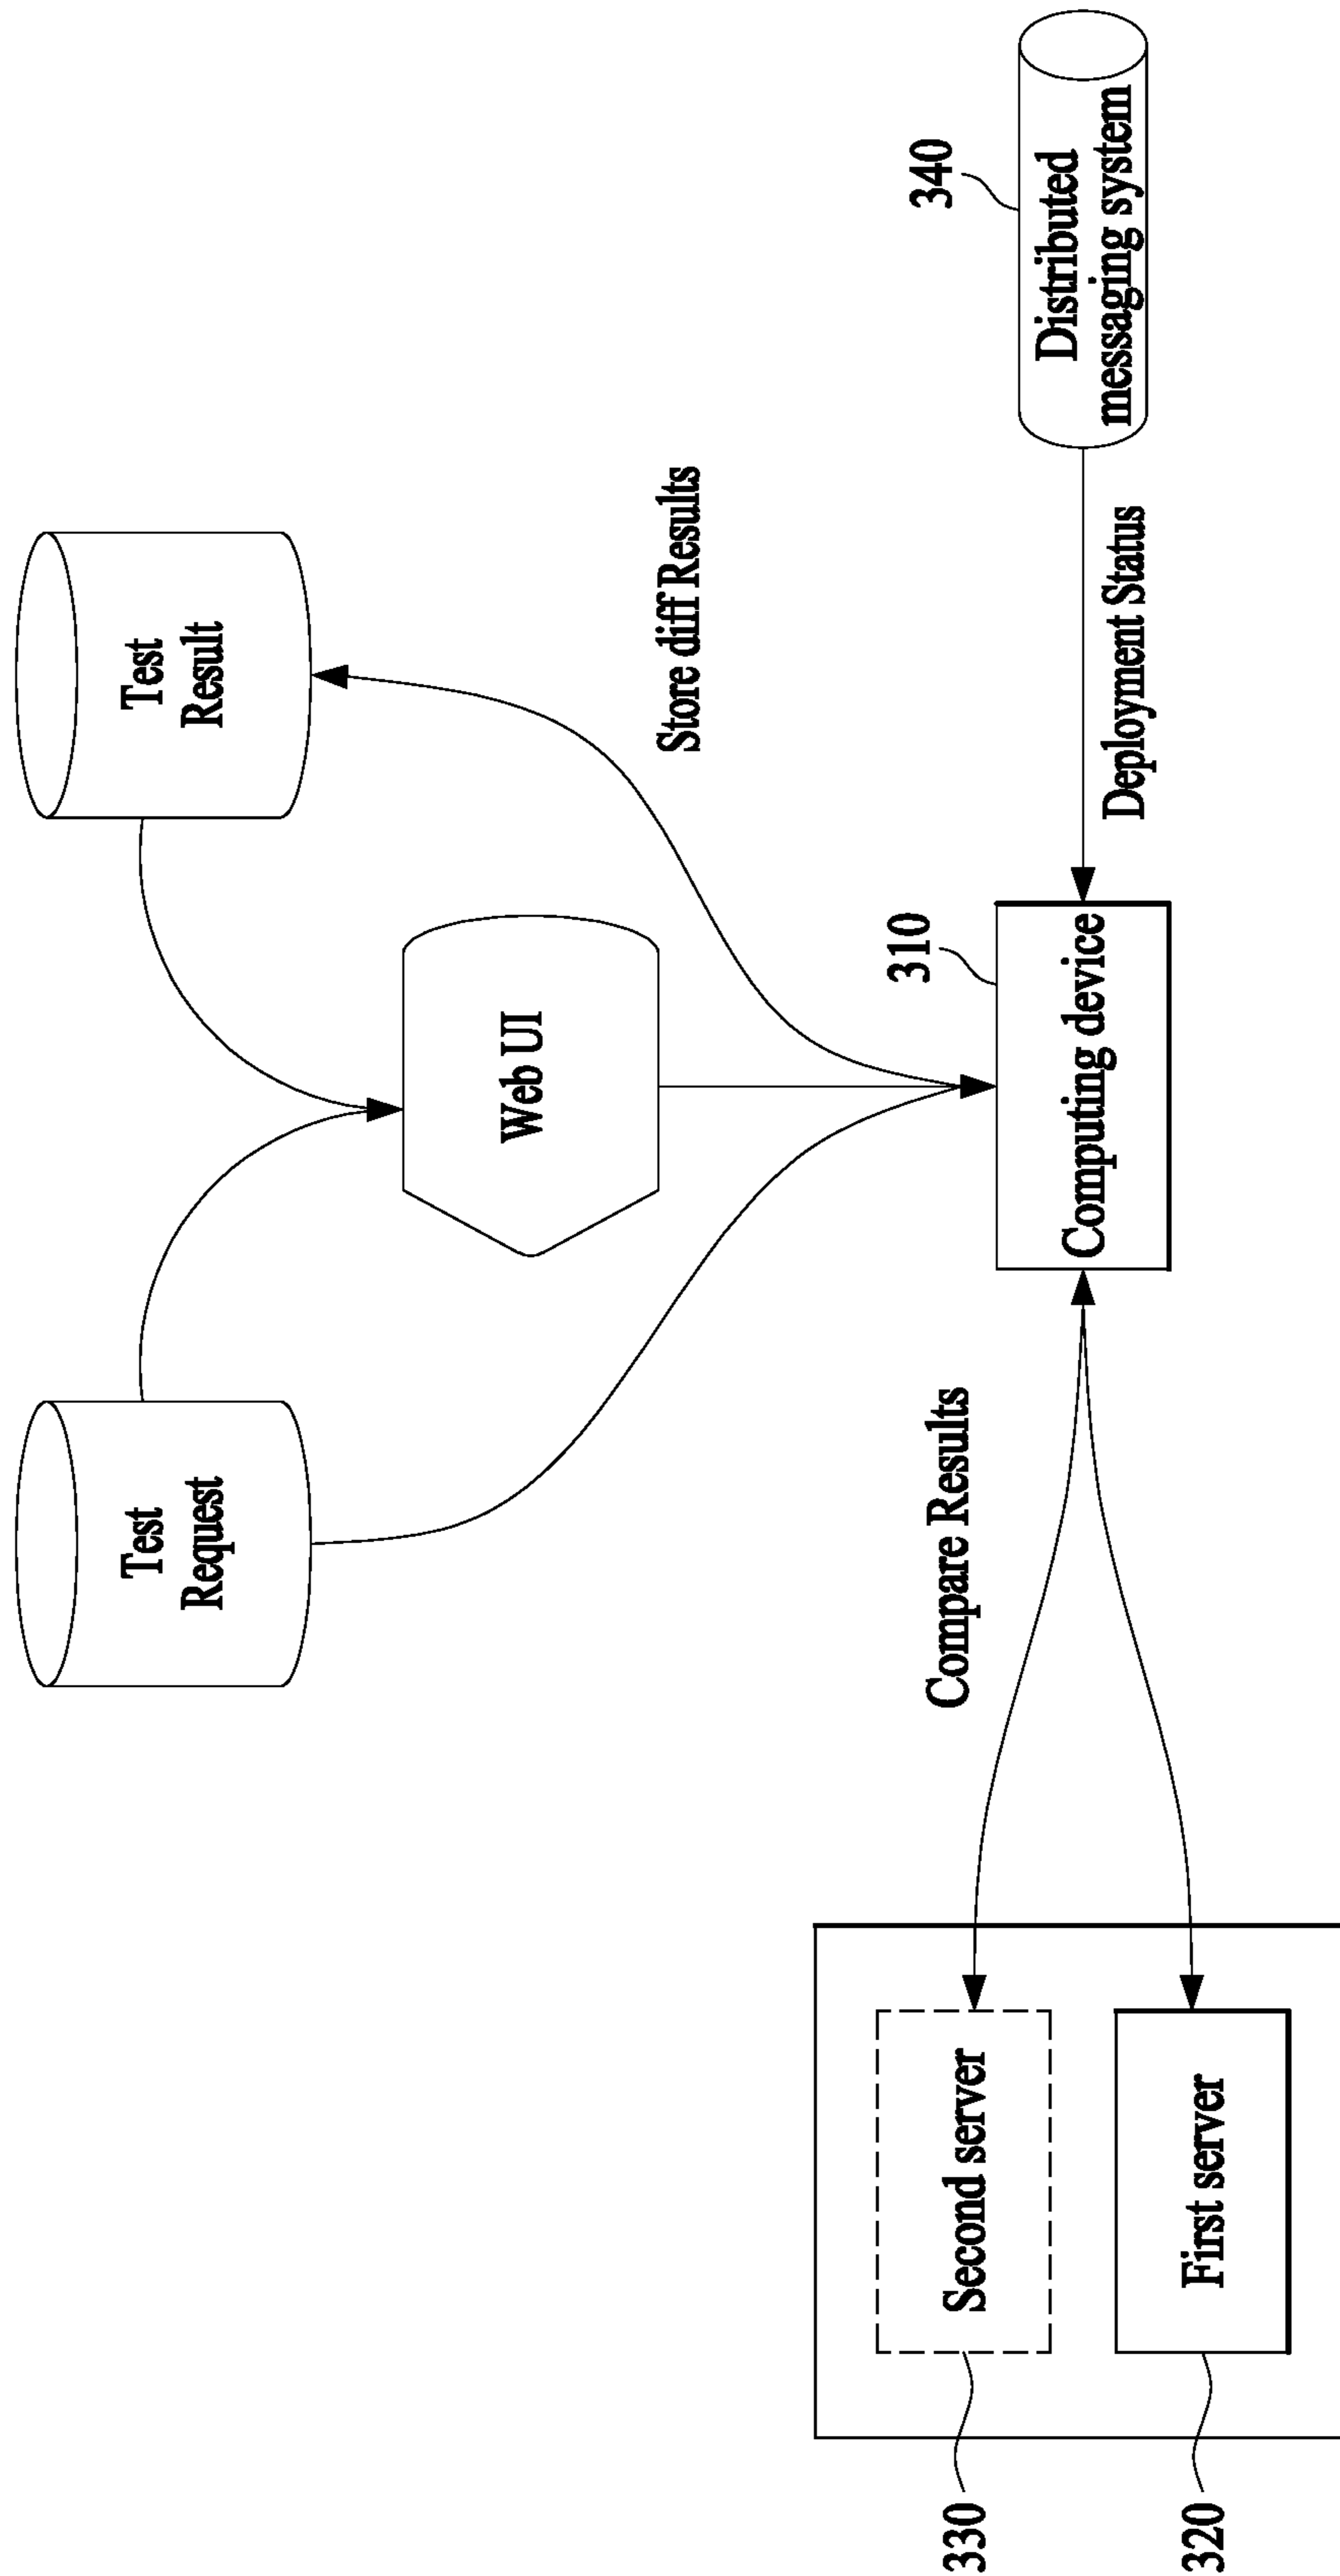 Test
Request
Test
Result
Web UI
Store diff Results
Compare Results
310
340
330
Second server
Computing device
Deployment Status
Distributed
messaging system
320
First server